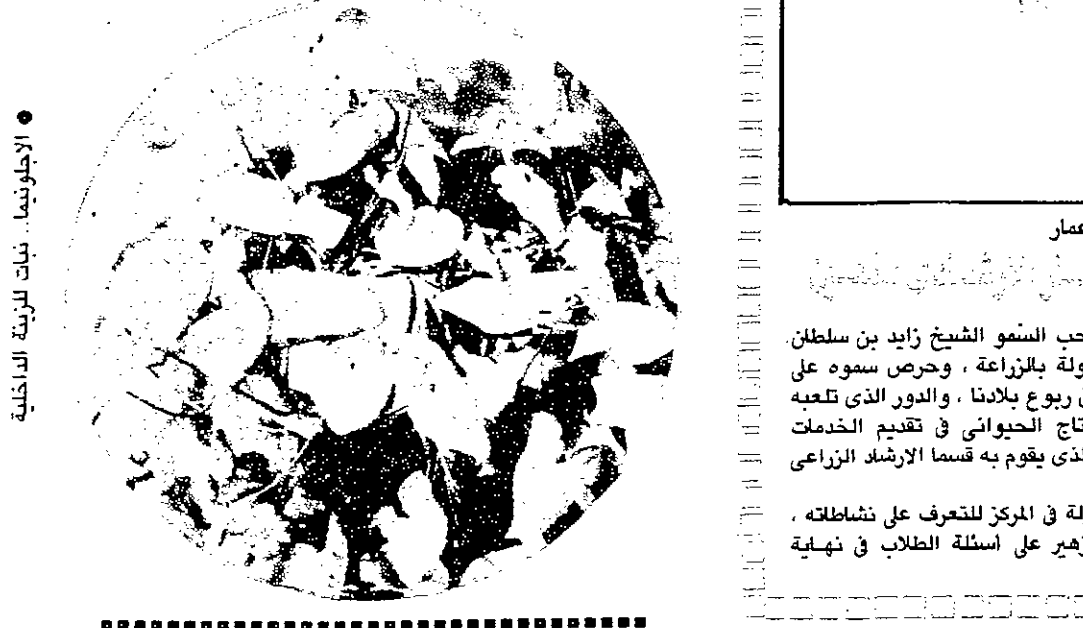 عمار
حب السمو الشيخ زايد بن سلطان
ولة بالزراعة ، وحرص سموه على
ربوع بلادنا ، والدور الذى تلعبه
تاج الحيوانى فى تقديم الخدمات
لذى يقوم به قسما الارشاد الزراعى
لة فى المركز للتعرف على نشاطاته ،
زهير على أسئلة الطلاب فى نهاية
● الاجلونيما .. نبات للزينة الداخلية